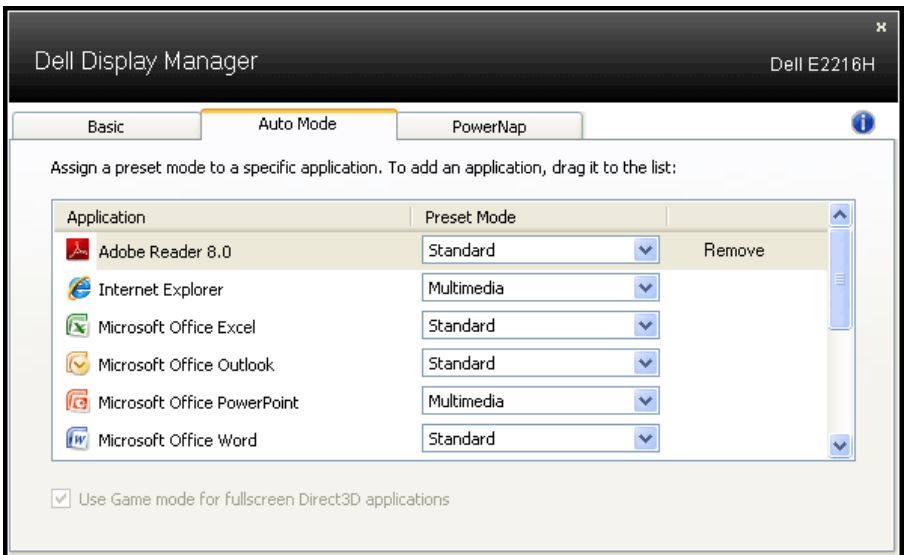 x
Dell Display Manager
Dell E2216H
Basic
Auto Mode
PowerNap
i
Assign a preset mode to a specific application. To add an application, drag it to the list:
Application Preset Mode
Adobe Reader 8.0 Standard Remove
Internet Explorer Multimedia
Microsoft Office Excel Standard
Microsoft Office Outlook Standard
Microsoft Office PowerPoint Multimedia
Microsoft Office Word Standard
Use Game mode for fullscreen Direct3D applications